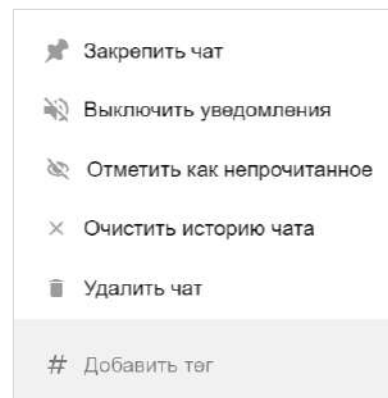 Закрепить чат
Выключить уведомления
Отметить как непрочитанное
Очистить историю чата
Удалить чат
# Добавить тег